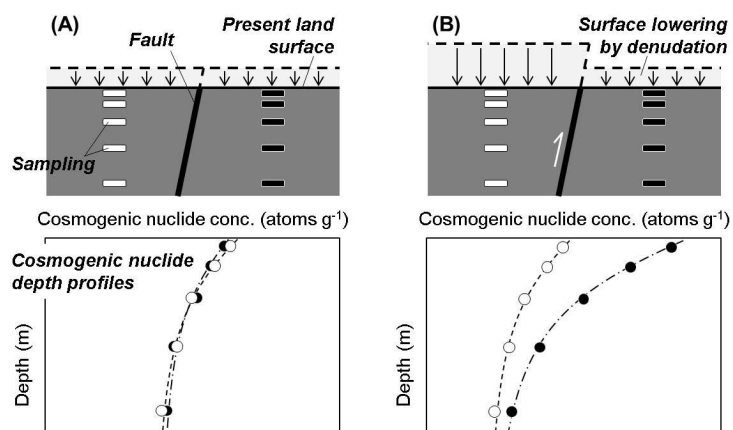 (A)
Fault
Present land
surface
Sampling
Cosmogenic nuclide conc. (atoms g⁻¹)
Cosmogenic nuclide
depth profiles
Depth (m)
(B)
Surface lowering
by denudation
Cosmogenic nuclide conc. (atoms g⁻¹)
Depth (m)